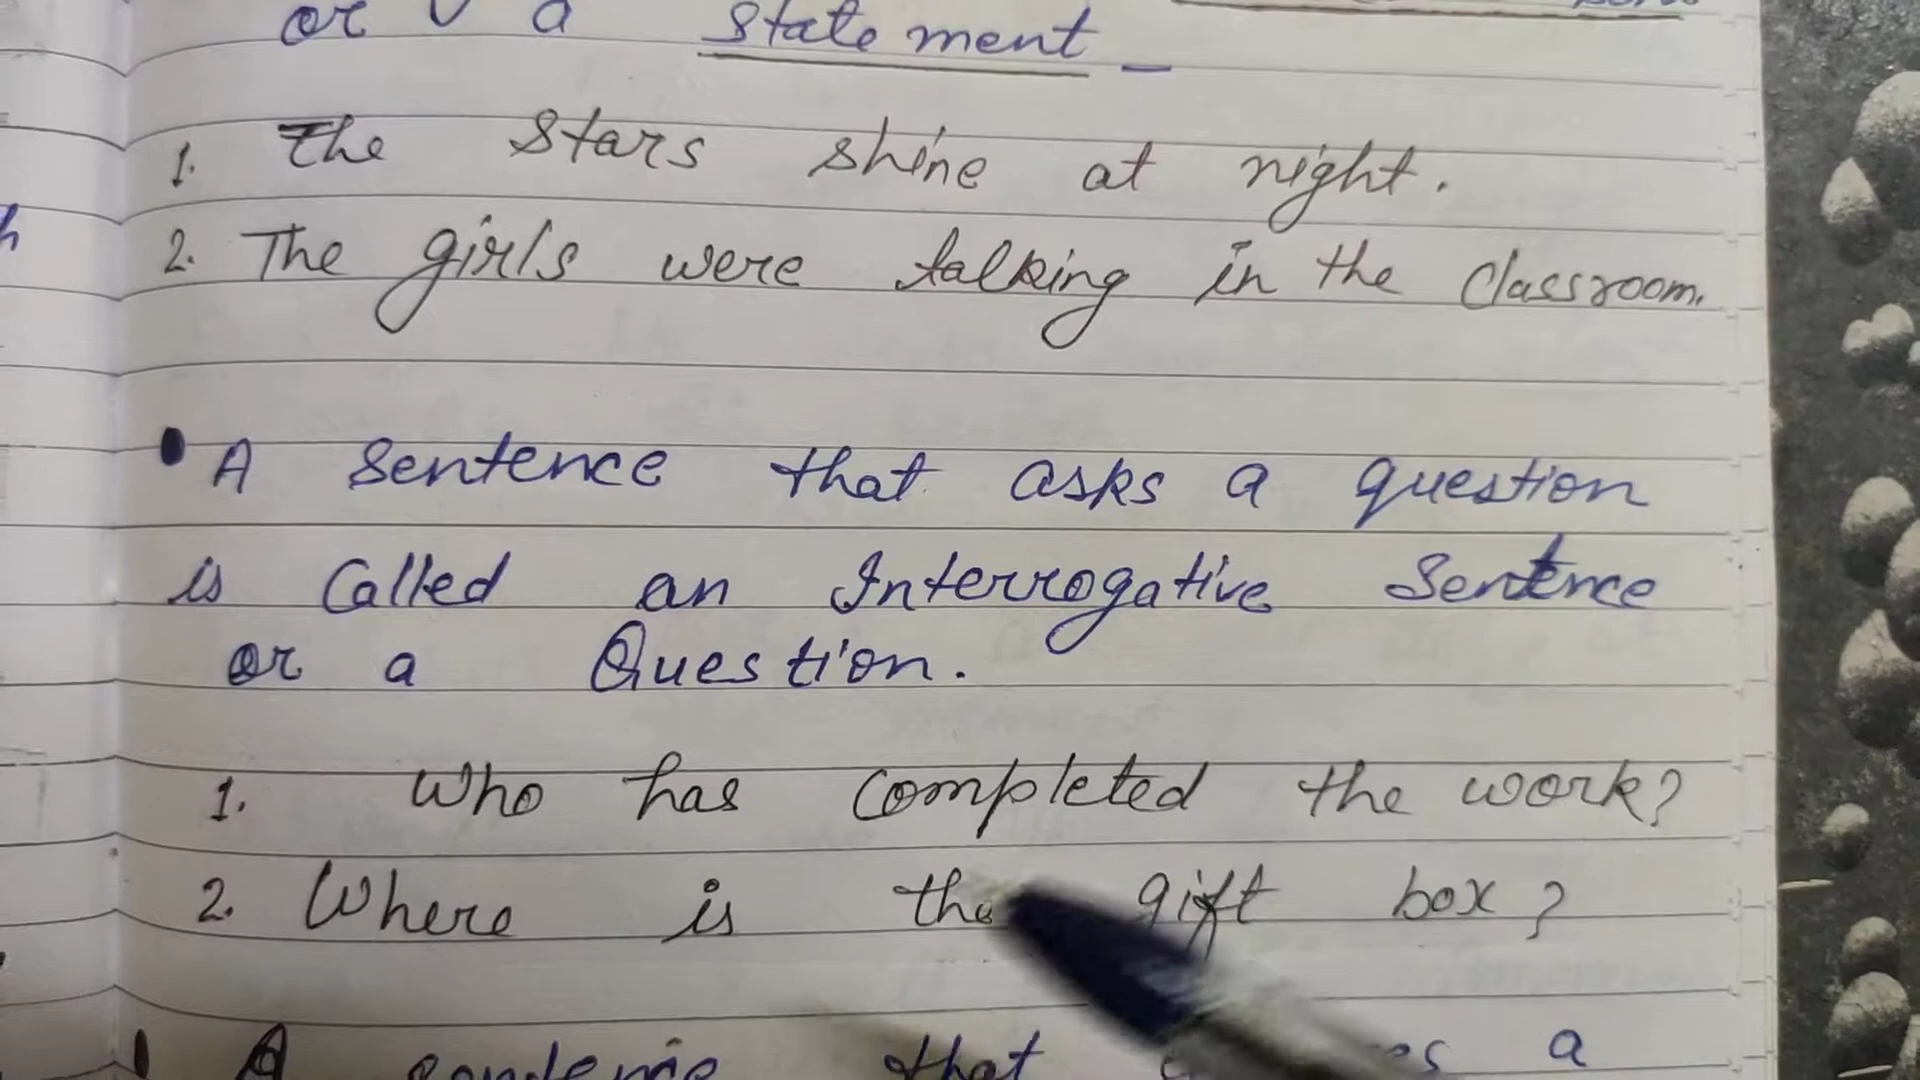 or a statement _
1. The stars shine at night.
2. The girls were talking in the classroom.
• A sentence that asks a question
is Called an Interrogative Sentence
or a Question.
1. Who has completed the work?
2. Where is the gift box?
A that a